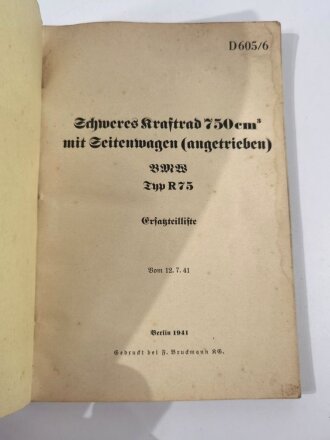 D 605/6
Schweres Kraftrad 750 cm³
mit Seitenwagen (angetrieben)
BMW
Typ R 75
Ersatzteilliste
Vom 12. 7. 41
Berlin 1941
Gedruckt bei F. Bruckmann KG.